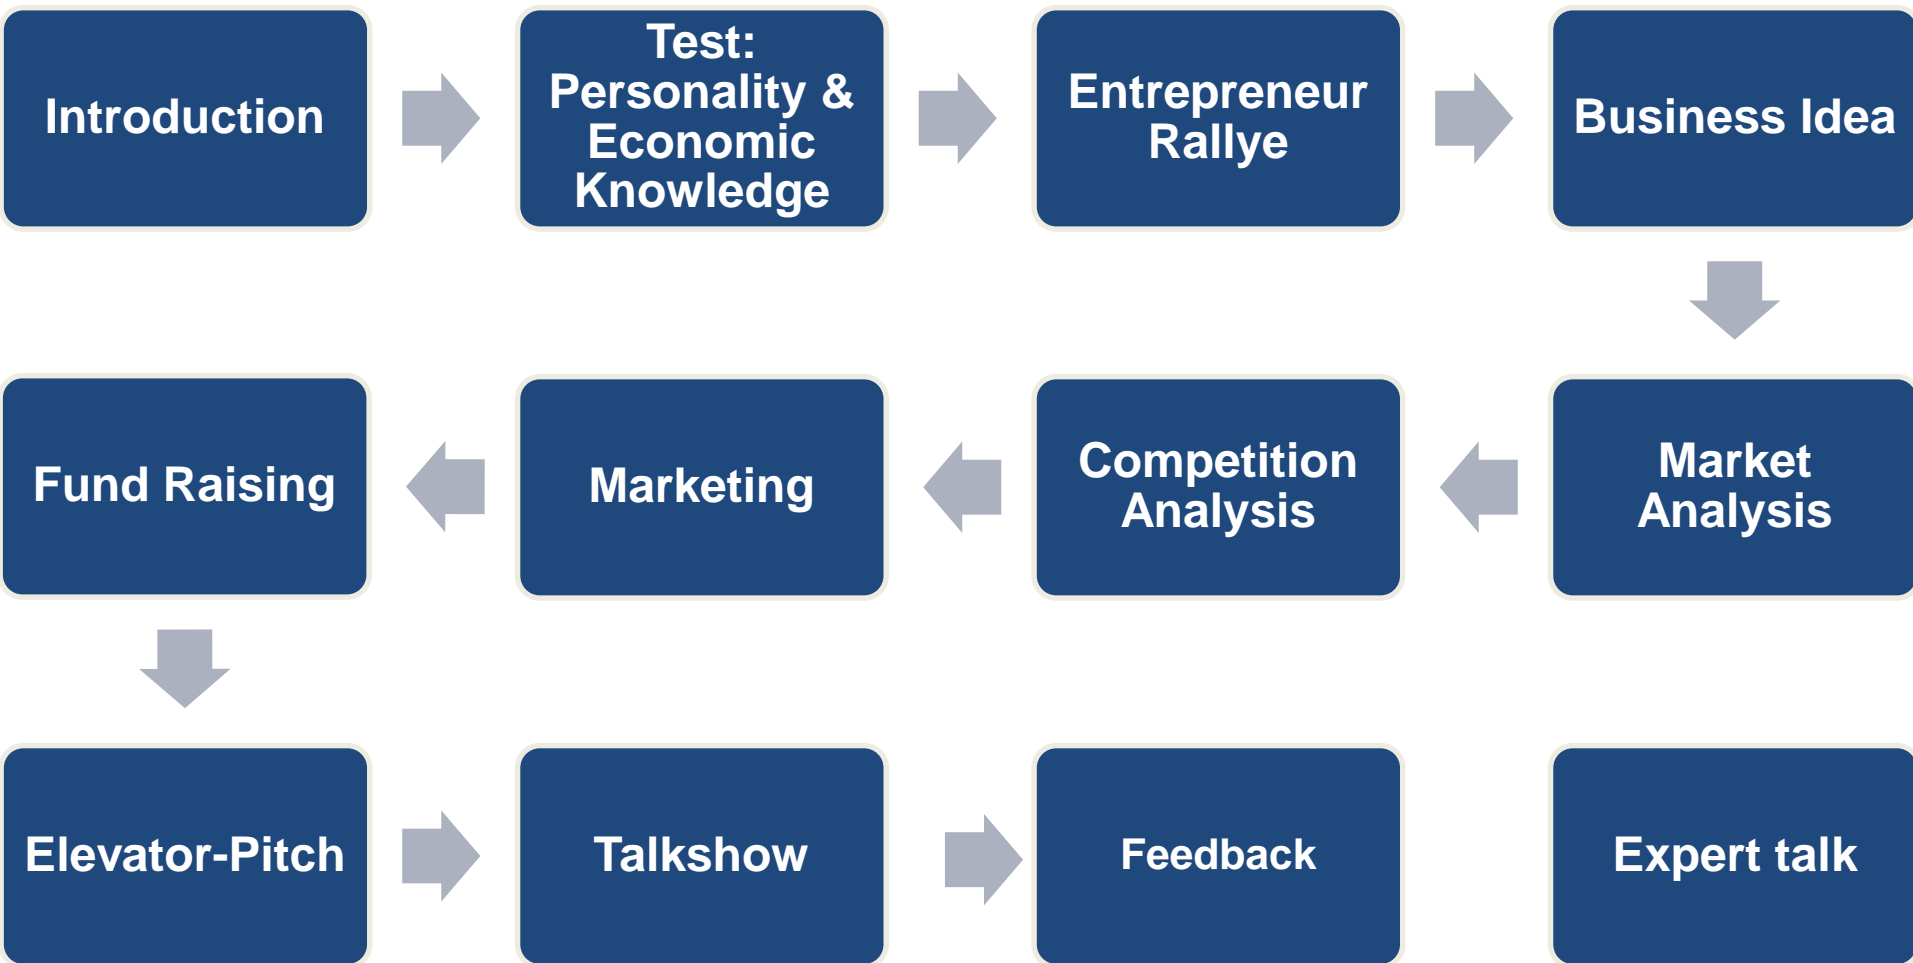 Introduction
Test:
Personality &
Economic
Knowledge
Entrepreneur
Rallye
Business Idea
Market
Analysis
Competition
Analysis
Marketing
Fund Raising
Elevator-Pitch
Talkshow
Feedback
Expert talk